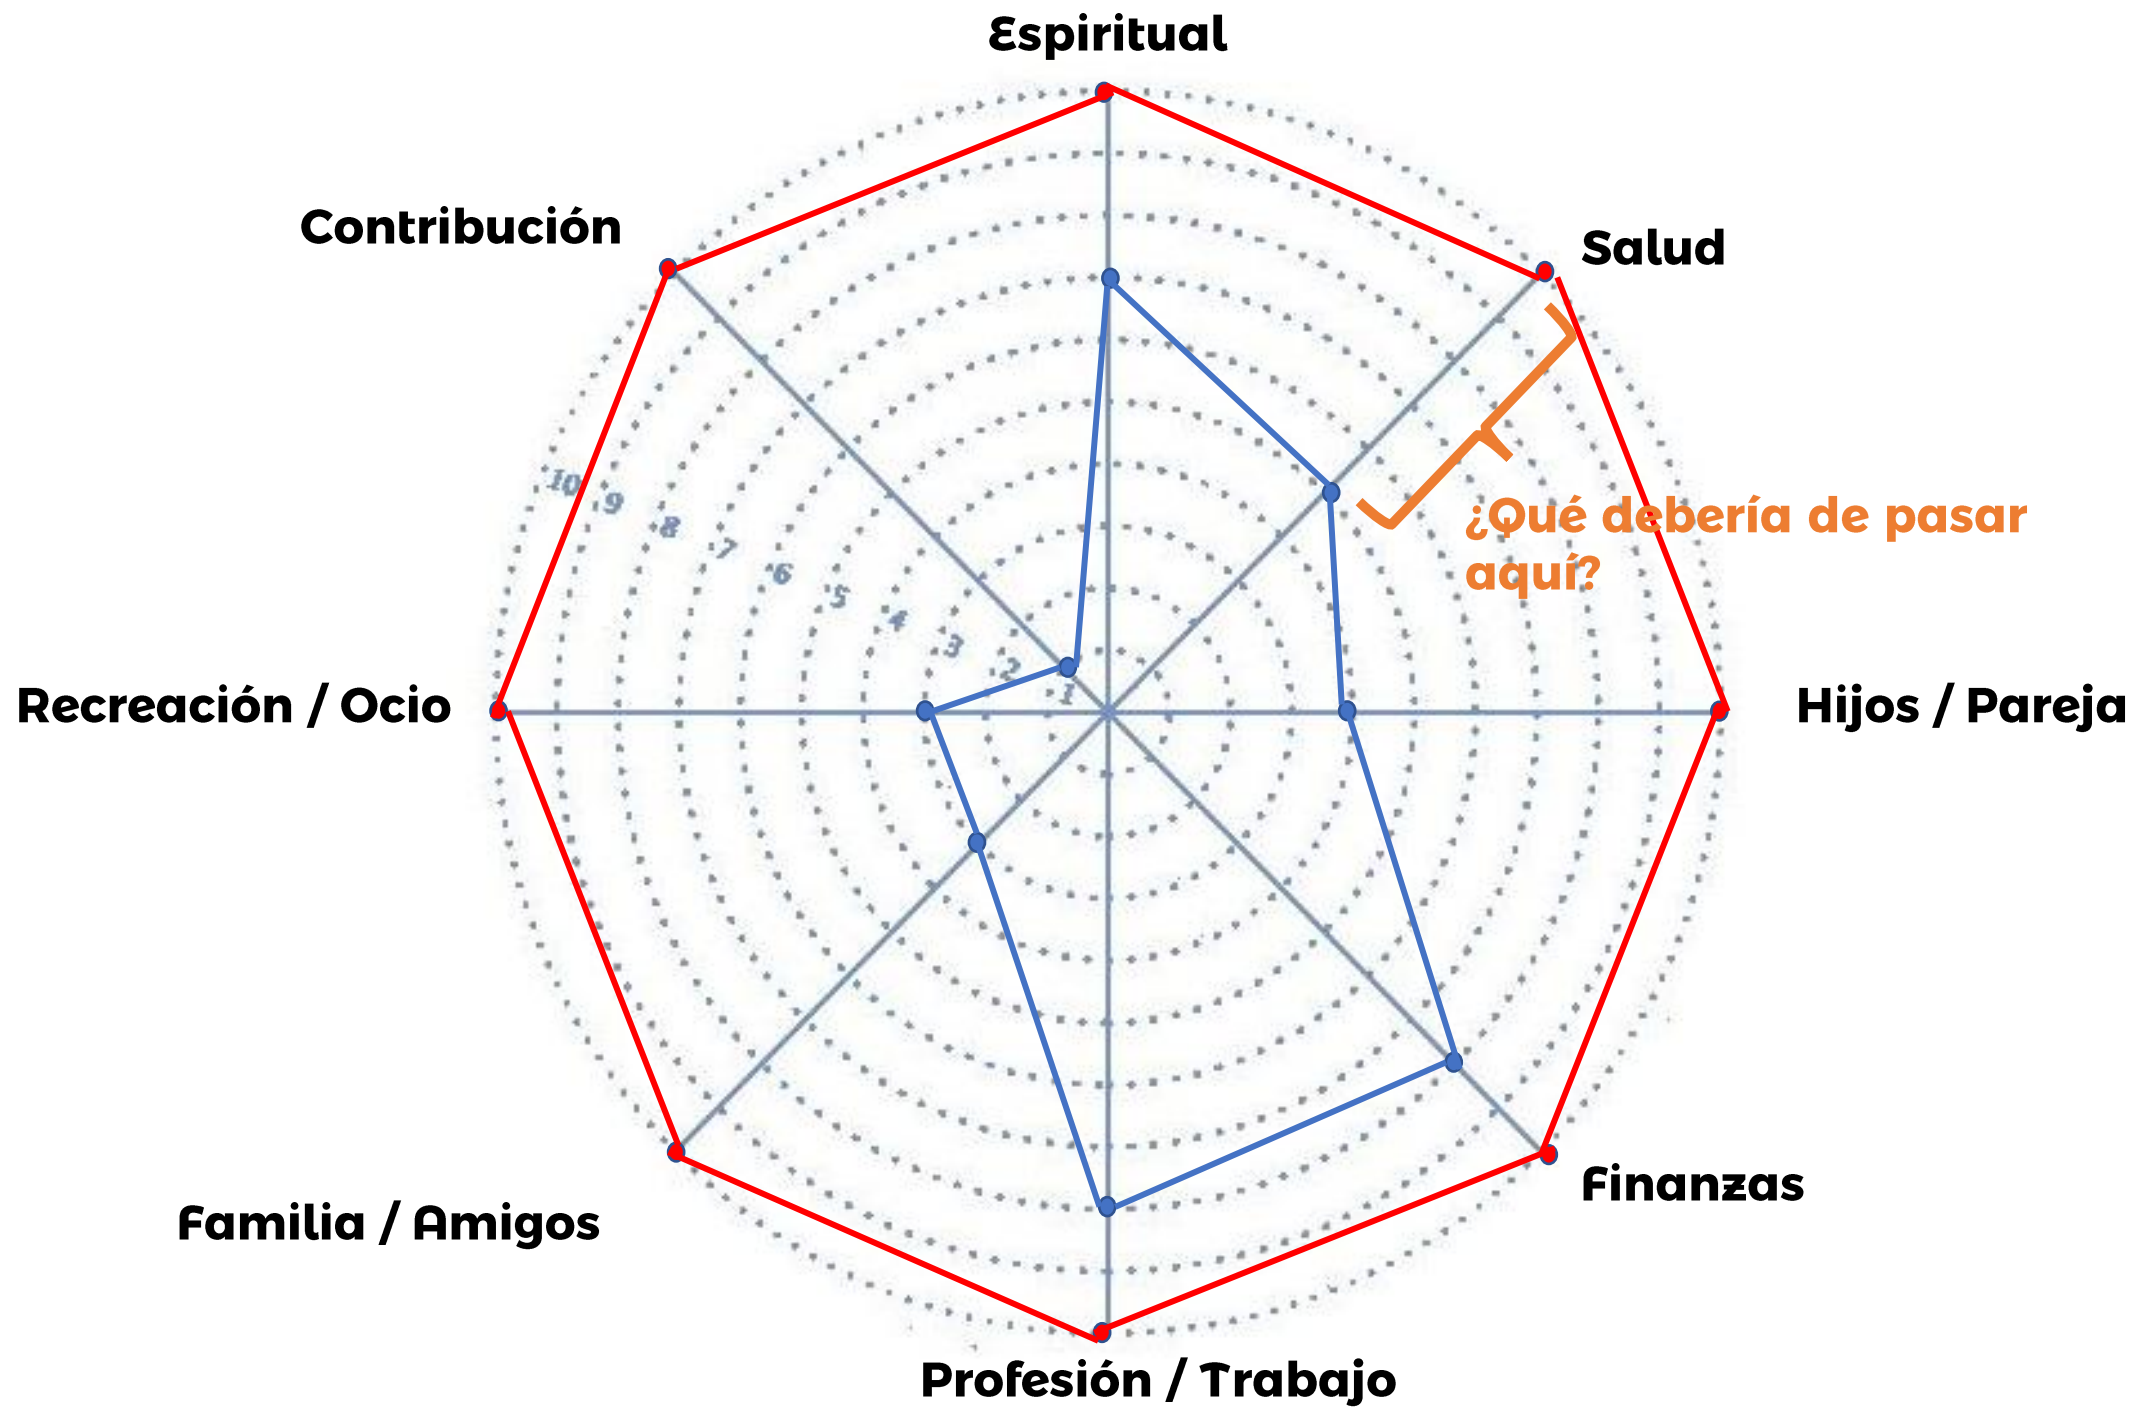 Espiritual
Contribución
Salud
10
9
8
7
6
5
4
3
2
1
¿Qué debería de pasar
aquí?
Recreación / Ocio
Hijos / Pareja
Familia / Amigos
Finanzas
Profesión / Trabajo